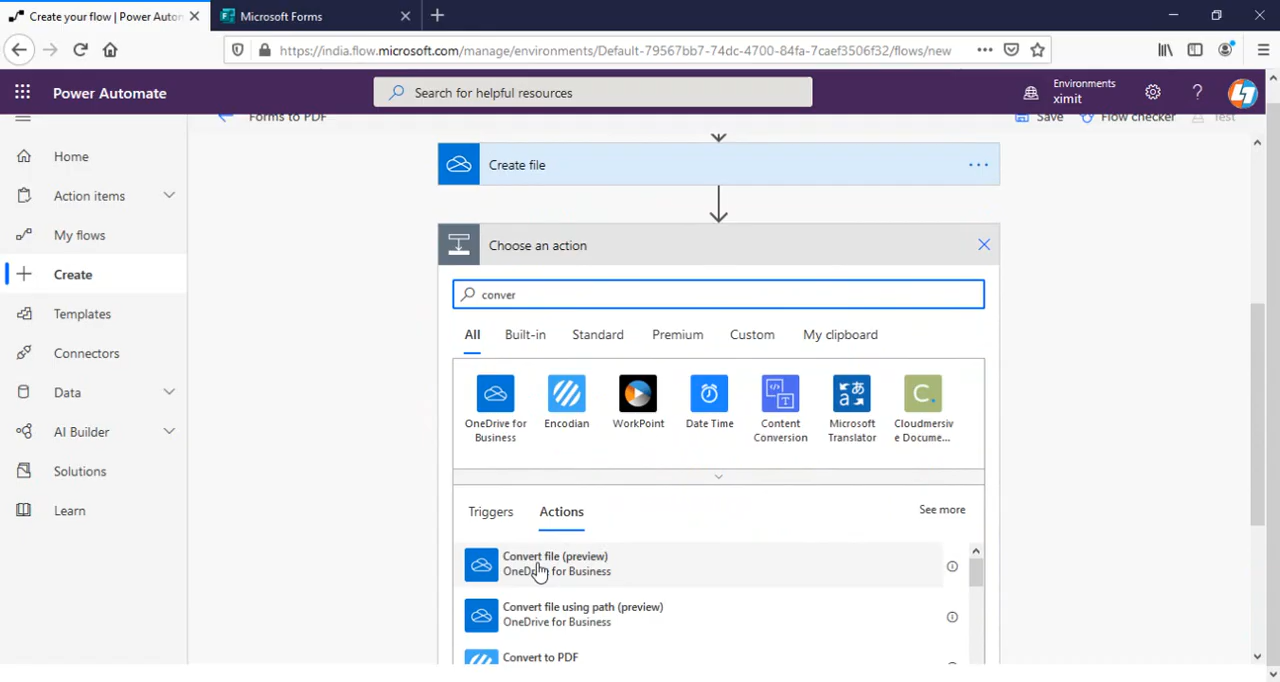 Create your flow | Power Autom
Microsoft Forms
https://india.flow.microsoft.com/manage/environments/Default-79567bb7-74dc-4700-84fa-7caef3506f32/flows/new
Power Automate
Search for helpful resources
Environments
ximit
Forms to PDF
Save
Flow checker
Test
Home
Action items
My flows
Create
Templates
Connectors
Data
AI Builder
Solutions
Learn
Create file
Choose an action
conver
All
Built-in
Standard
Premium
Custom
My clipboard
OneDrive for
Business
Encodian
WorkPoint
Date Time
Content
Conversion
Microsoft
Translator
Cloudmersiv
e Docume...
Triggers
Actions
See more
Convert file (preview)
OneDrive for Business
Convert file using path (preview)
OneDrive for Business
Convert to PDF